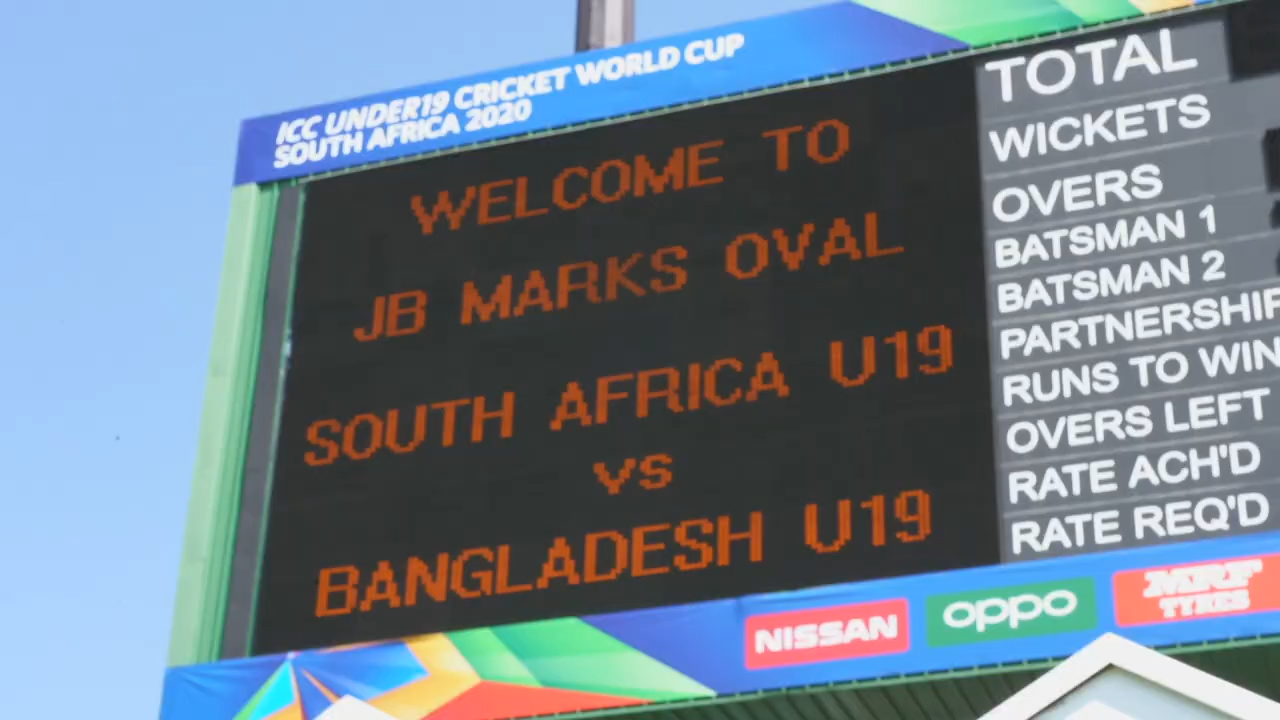 ICC UNDER19 CRICKET WORLD CUP
SOUTH AFRICA 2020
WELCOME TO
JB MARKS OVAL
SOUTH AFRICA U19
VS
BANGLADESH U19
TOTAL
WICKETS
OVERS
BATSMAN 1
BATSMAN 2
PARTNERSHIP
RUNS TO WIN
OVERS LEFT
RATE ACH'D
RATE REQ'D
NISSAN
oppo
MRF
TYRES